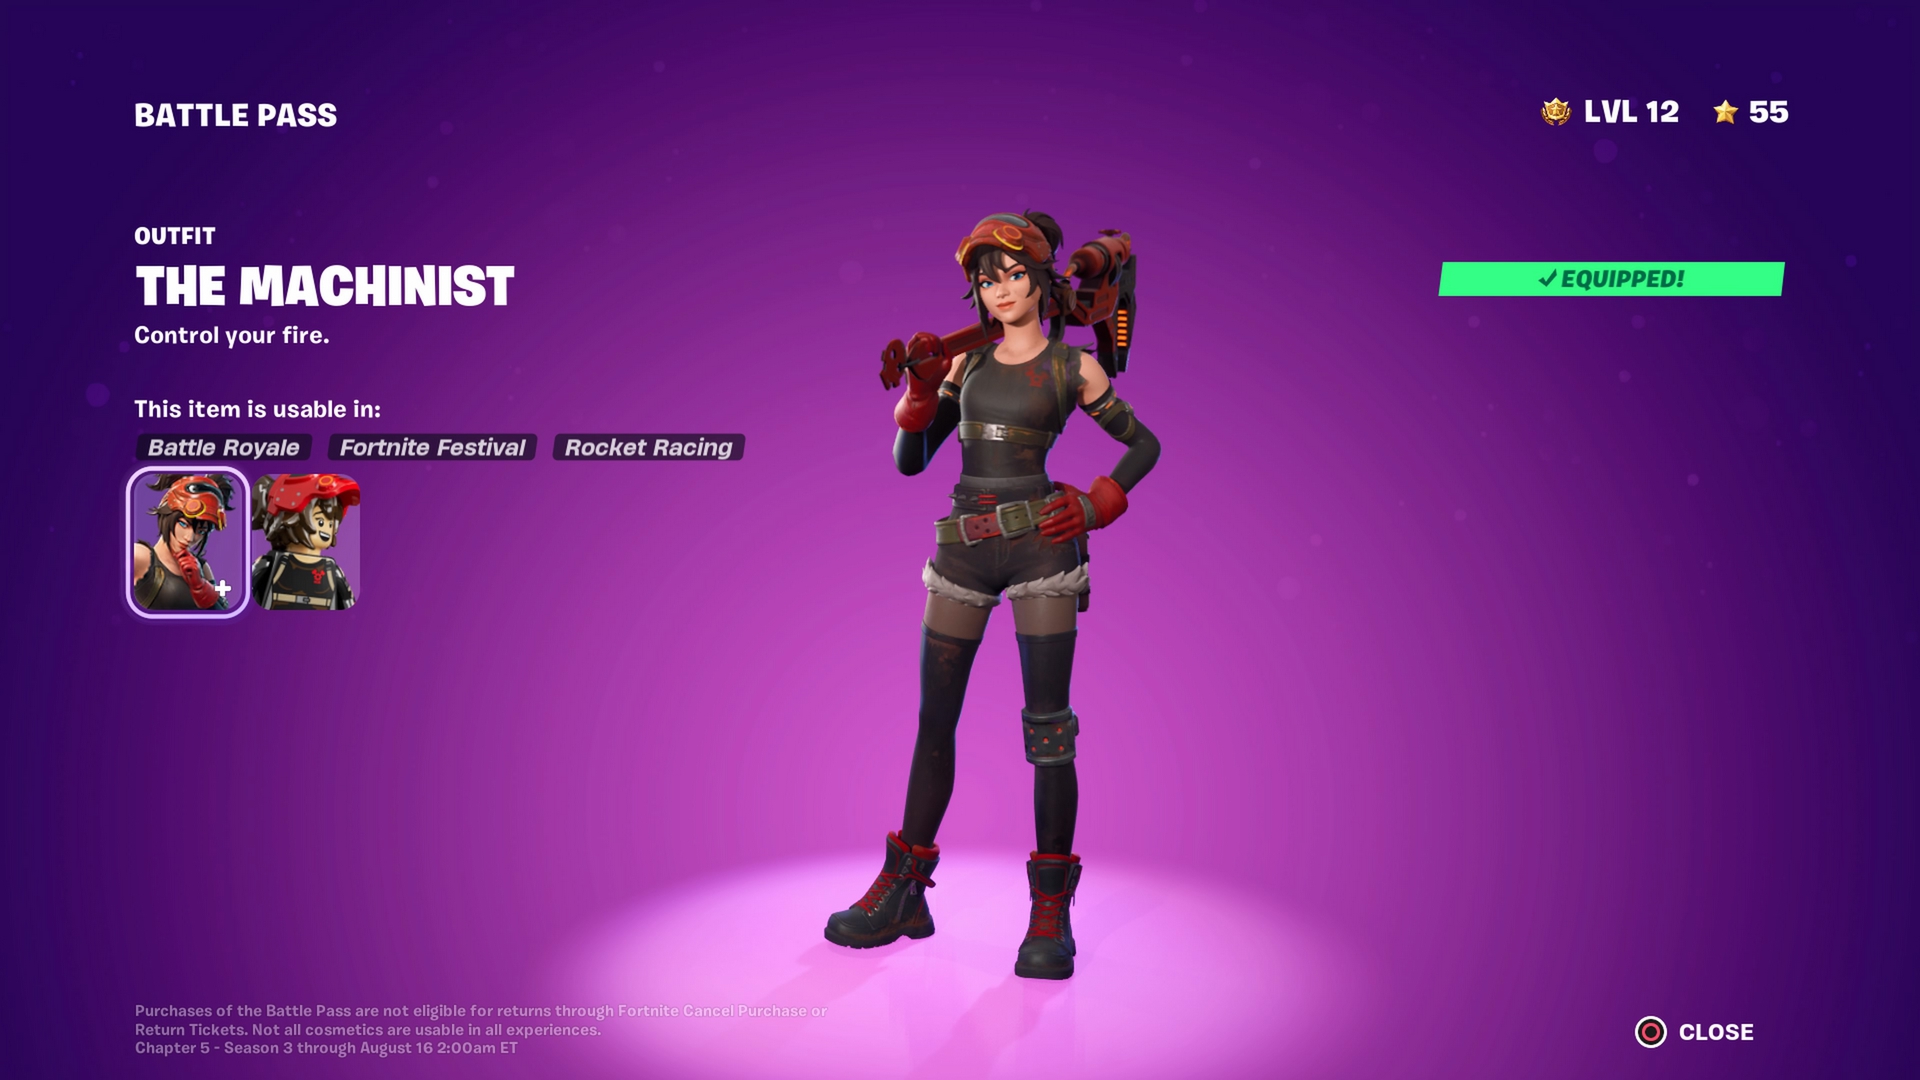 BATTLE PASS
LVL 12
55
OUTFIT
THE MACHINIST
Control your fire.
EQUIPPED!
This item is usable in:
Battle Royale
Fortnite Festival
Rocket Racing
Purchases of the Battle Pass are not eligible for returns through Fortnite Cancel Purchase or
Return Tickets. Not all cosmetics are usable in all experiences.
Chapter 5 - Season 3 through August 16 2:00am ET
CLOSE